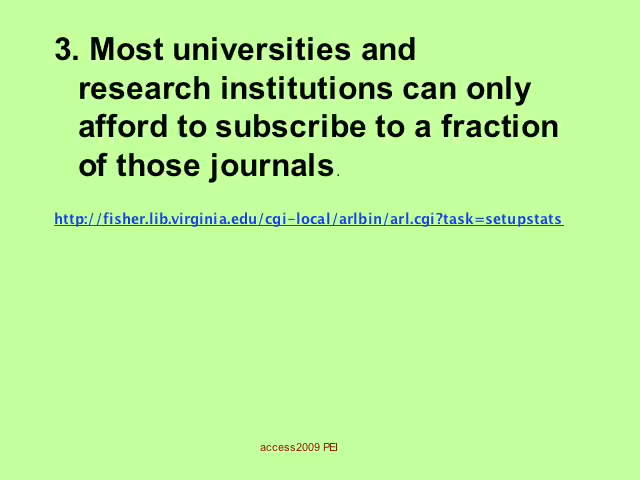 3. Most universities and
research institutions can only
afford to subscribe to a fraction
of those journals.
http://fisher.lib.virginia.edu/cgi-local/arlbin/arl.cgi?task=setupstats
access2009 PEI